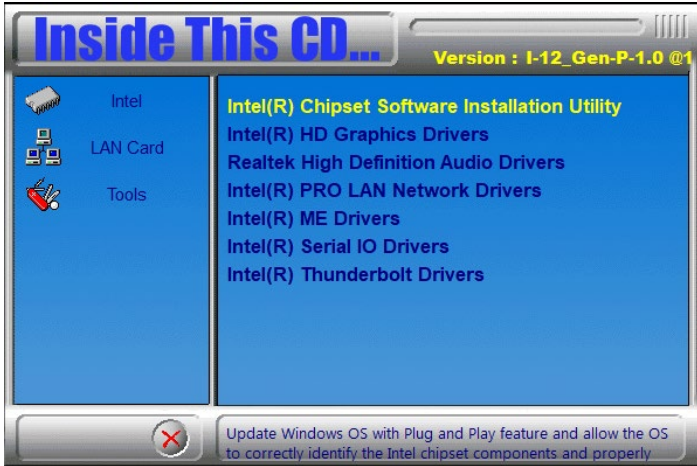 Inside This CD...
Version : I-12_Gen-P-1.0 @1
Intel
LAN Card
Tools
Intel(R) Chipset Software Installation Utility
Intel(R) HD Graphics Drivers
Realtek High Definition Audio Drivers
Intel(R) PRO LAN Network Drivers
Intel(R) ME Drivers
Intel(R) Serial IO Drivers
Intel(R) Thunderbolt Drivers
Update Windows OS with Plug and Play feature and allow the OS
to correctly identify the Intel chipset components and properly